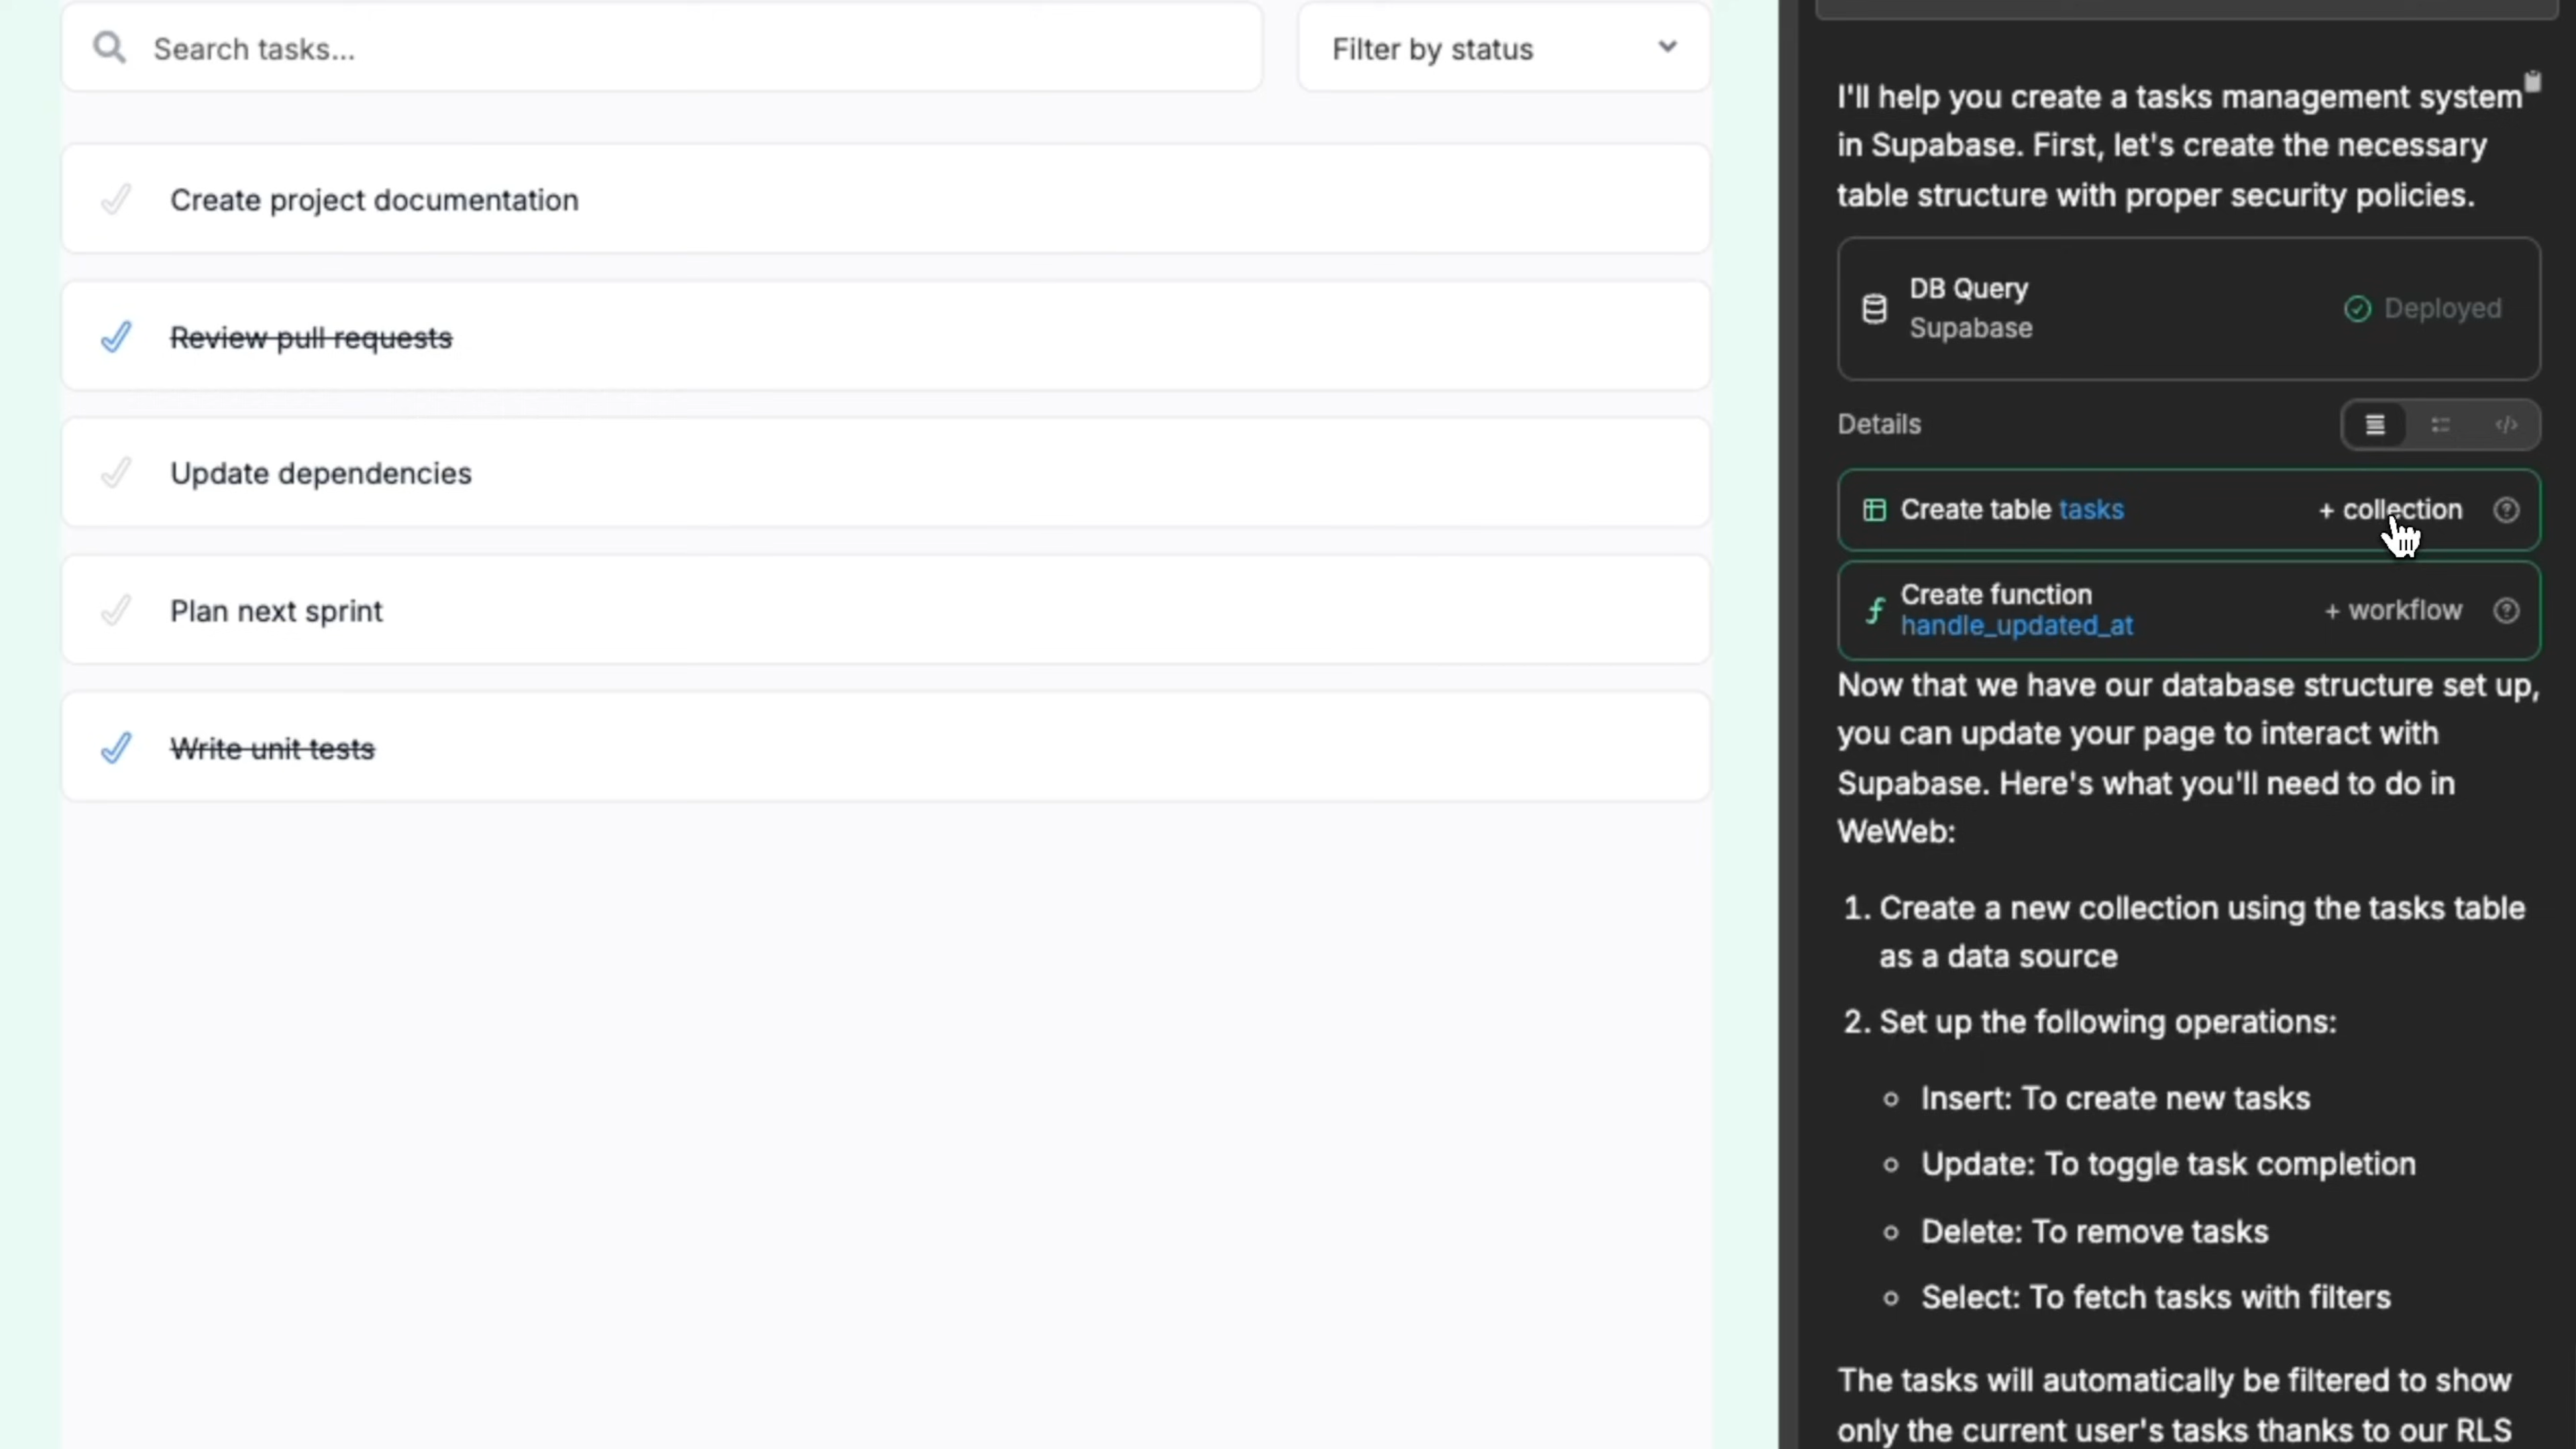 Search tasks...
Filter by status
Create project documentation
Review pull requests
Update dependencies
Plan next sprint
Write unit tests
I'll help you create a tasks management system
in Supabase. First, let's create the necessary
table structure with proper security policies.
DB Query
Supabase
Deployed
Details
Create table tasks
+ collection
Create function
handle_updated_at
+ workflow
Now that we have our database structure set up,
you can update your page to interact with
Supabase. Here's what you'll need to do in
WeWeb:
1. Create a new collection using the tasks table
as a data source
2. Set up the following operations:
Insert: To create new tasks
Update: To toggle task completion
Delete: To remove tasks
Select: To fetch tasks with filters
The tasks will automatically be filtered to show
only the current user's tasks thanks to our RLS